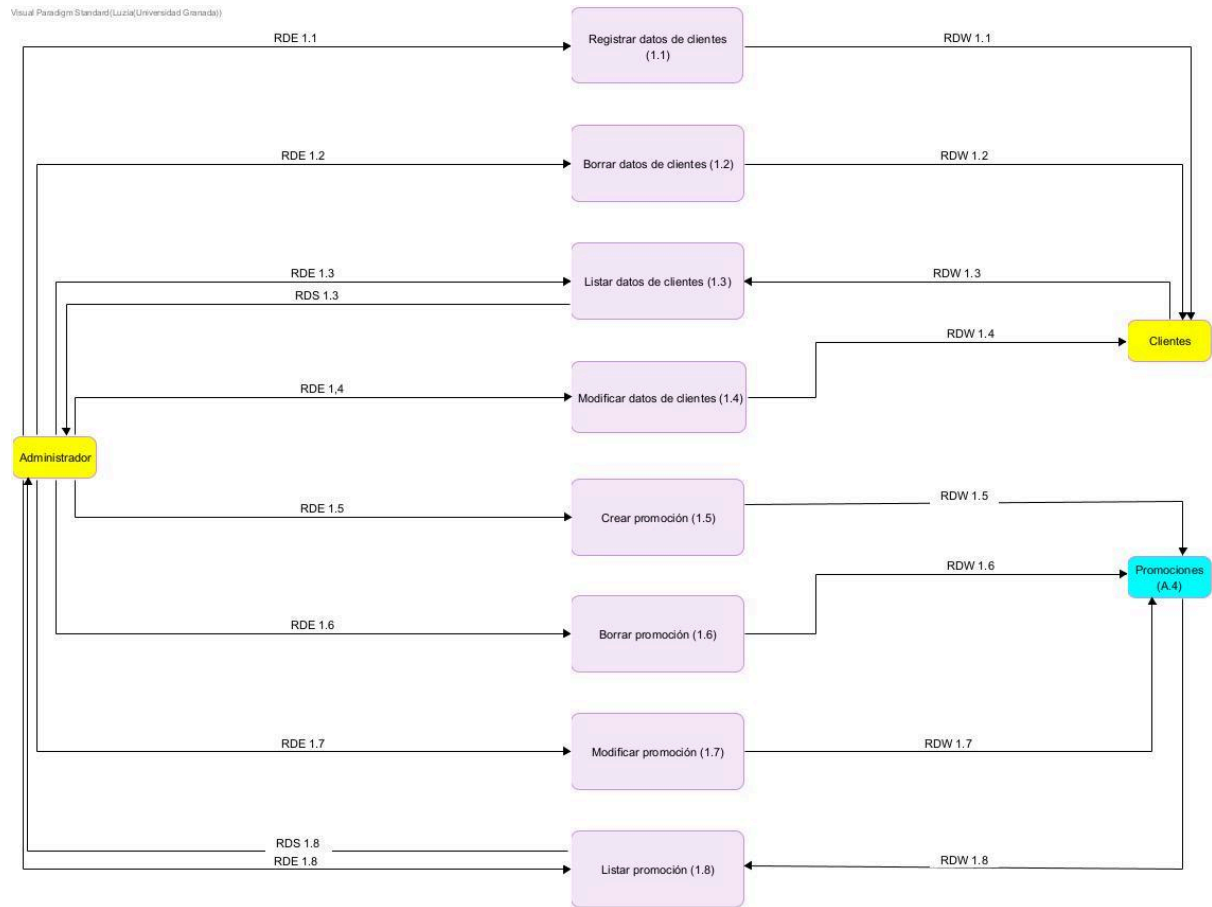 Visual Paradigm Standard(Luzia(Universidad Granada))
RDE 1.1
Registrar datos de clientes
(1.1)
RDW 1.1
RDE 1.2
Borrar datos de clientes (1.2)
RDW 1.2
RDE 1.3
RDS 1.3
Listar datos de clientes (1.3)
RDW 1.3
Clientes
RDE 1,4
Modificar datos de clientes (1.4)
RDW 1.4
Administrador
RDE 1.5
Crear promoción (1.5)
RDW 1.5
Promociones
(A.4)
RDE 1.6
Borrar promoción (1.6)
RDW 1.6
RDE 1.7
Modificar promoción (1.7)
RDW 1.7
RDS 1.8
RDE 1.8
Listar promoción (1.8)
RDW 1.8